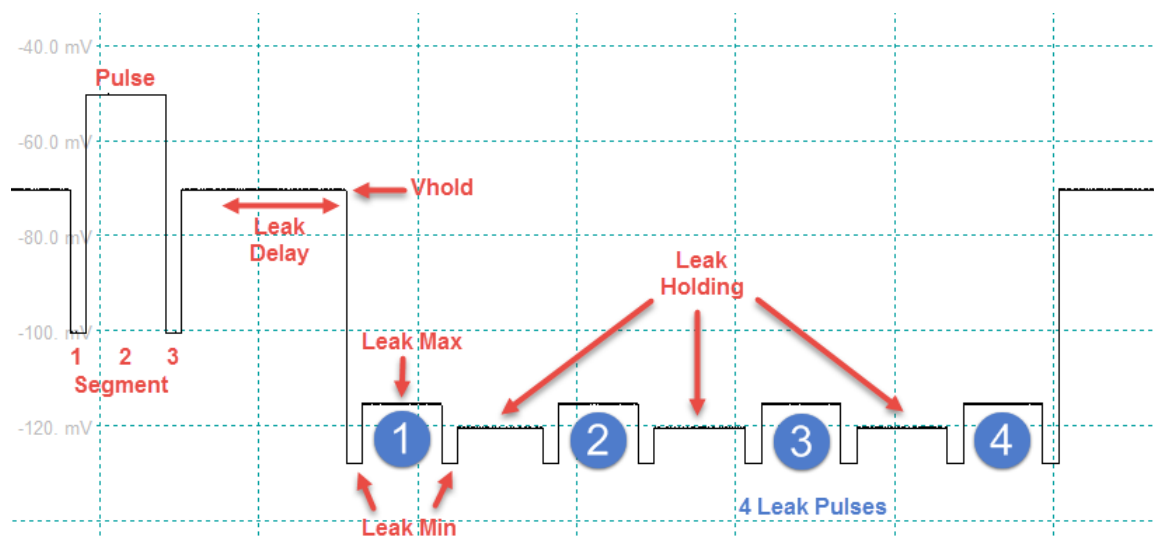 -40.0 mV
Pulse
-60.0 mV
Vhold
Leak
Delay
-80.0 mV
Leak
Holding
-100. mV
1 2 3
Segment
Leak Max
-120. mV
1 2 3 4
4 Leak Pulses
Leak Min